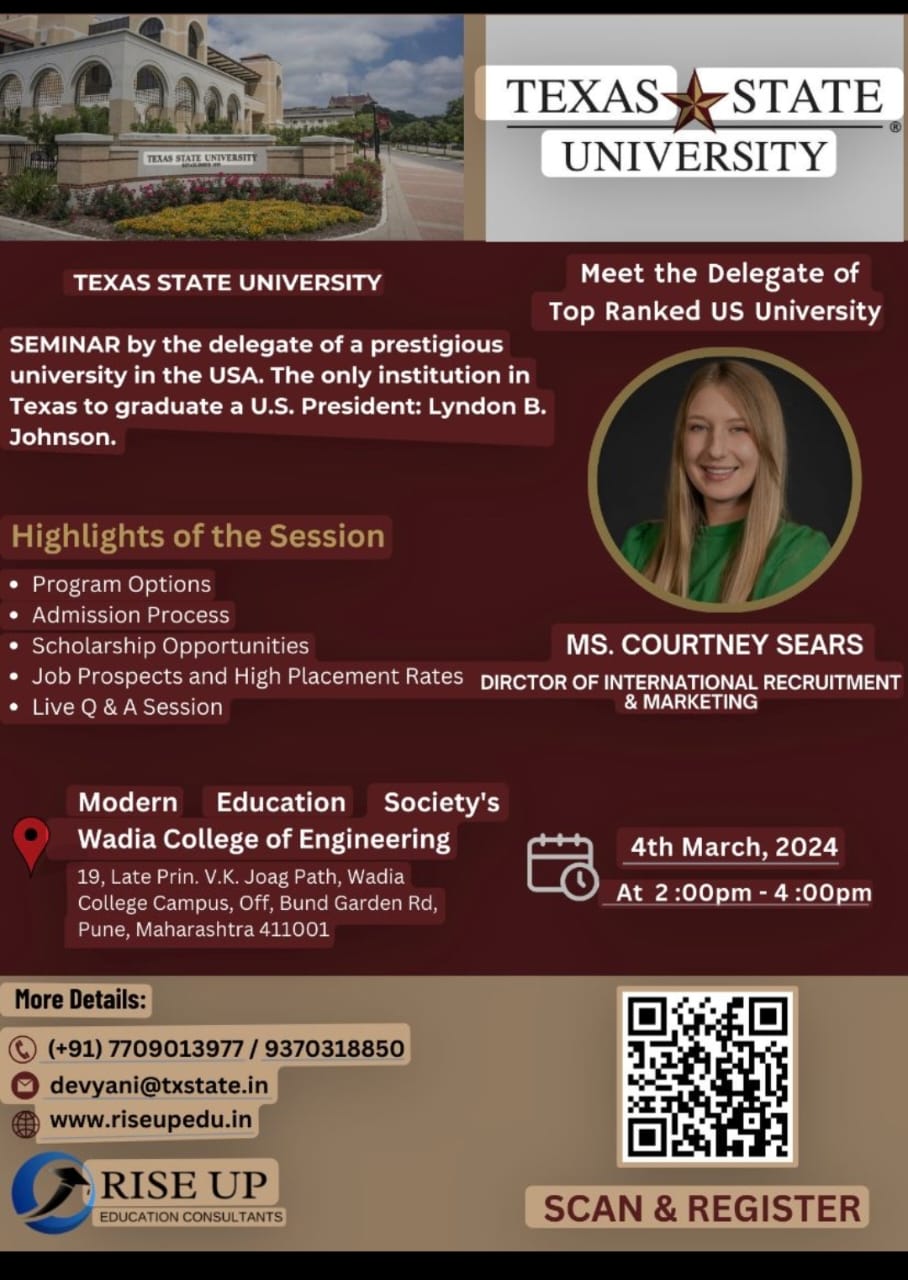 TEXAS STATE UNIVERSITY
TEXAS STATE
®
UNIVERSITY
TEXAS STATE UNIVERSITY
SEMINAR by the delegate of a prestigious
university in the USA. The only institution in
Texas to graduate a U.S. President: Lyndon B.
Johnson.
Meet the Delegate of
Top Ranked US University
Highlights of the Session
• Program Options
• Admission Process
• Scholarship Opportunities
• Job Prospects and High Placement Rates
• Live Q & A Session
MS. COURTNEY SEARS
DIRCTOR OF INTERNATIONAL RECRUITMENT
& MARKETING
Modern Education Society's
Wadia College of Engineering
19, Late Prin. V.K. Joag Path, Wadia
College Campus, Off, Bund Garden Rd,
Pune, Maharashtra 411001
4th March, 2024
At 2 :00pm - 4 :00pm
More Details:
(+91) 7709013977 / 9370318850
devyani@txstate.in
www.riseupedu.in
RISE UP
EDUCATION CONSULTANTS
SCAN & REGISTER